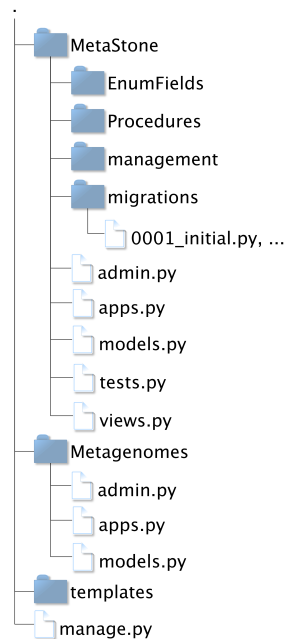 .
MetaStone
EnumFields
Procedures
management
migrations
0001_initial.py, ...
admin.py
apps.py
models.py
tests.py
views.py
Metagenomes
admin.py
apps.py
models.py
templates
manage.py